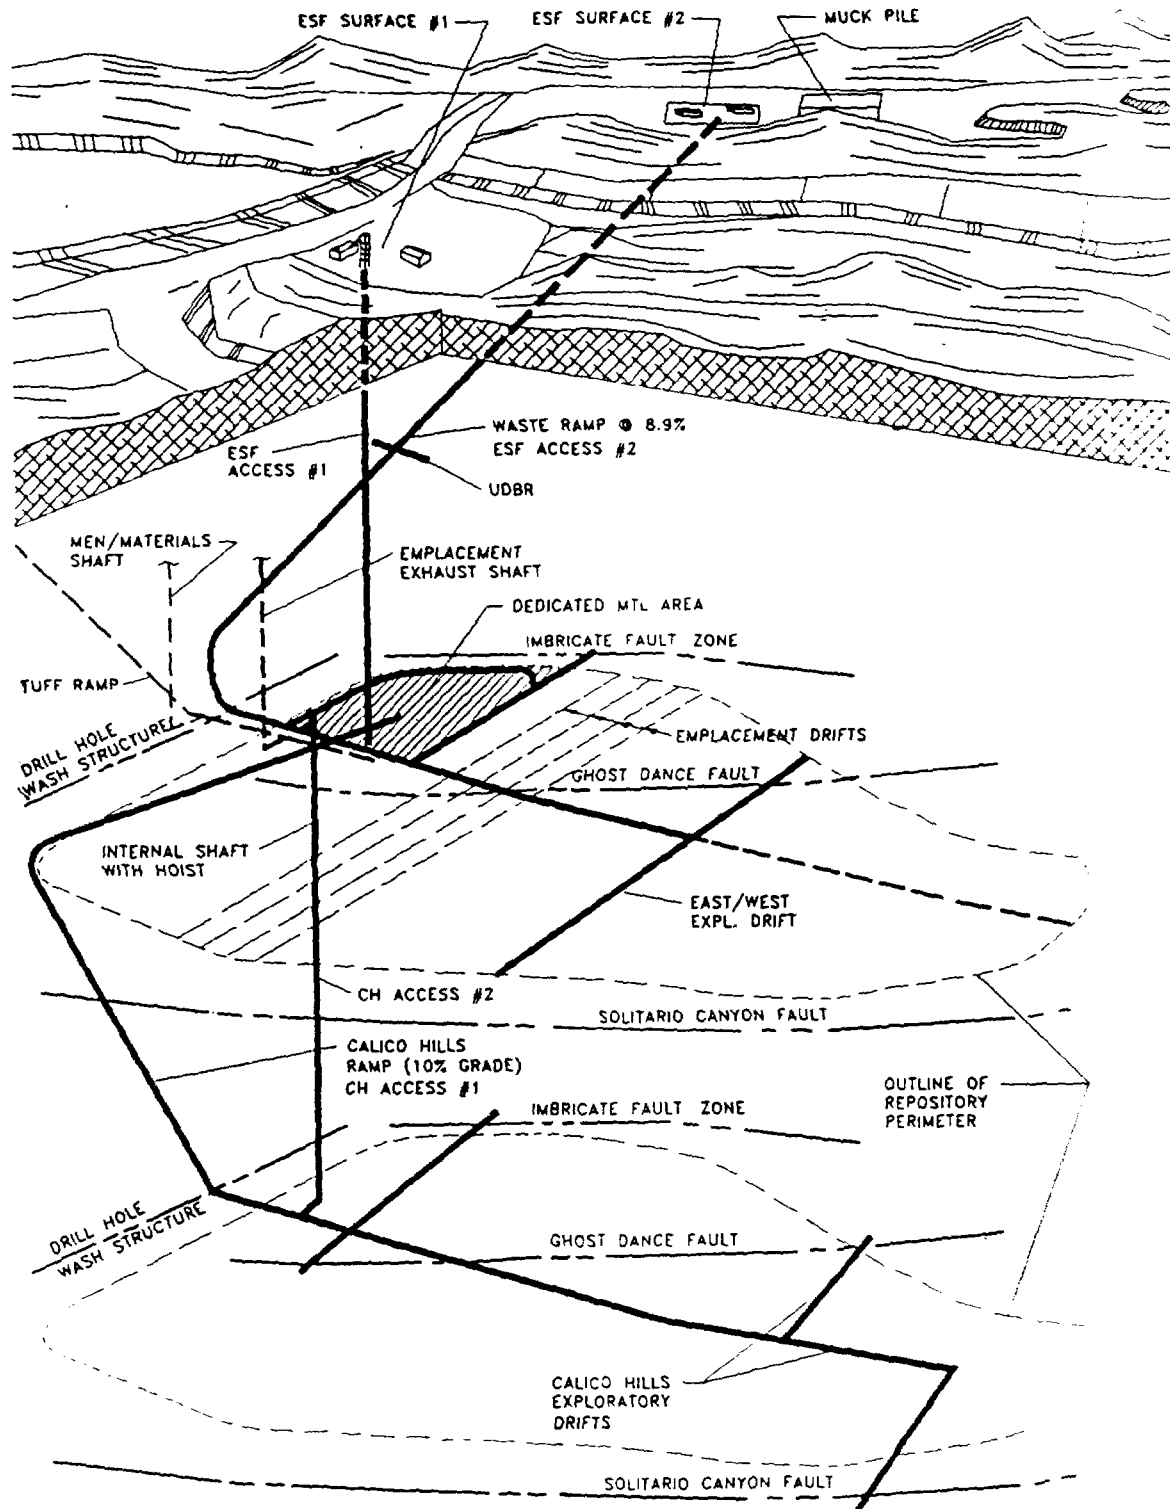 ESF SURFACE #1
ESF SURFACE #2
MUCK PILE
WASTE RAMP @ 8.9%
ESF ACCESS #2
ESF
ACCESS #1
UDBR
MEN/MATERIALS
SHAFT
EMPLACEMENT
EXHAUST SHAFT
DEDICATED MTL AREA
IMBRICATE FAULT ZONE
TUFF RAMP
DRILL HOLE
WASH STRUCTURE
EMPLACEMENT DRIFTS
GHOST DANCE FAULT
INTERNAL SHAFT
WITH HOIST
EAST/WEST
EXPL. DRIFT
CH ACCESS #2
SOLITARIO CANYON FAULT
CALICO HILLS
RAMP (10% GRADE)
CH ACCESS #1
OUTLINE OF
REPOSITORY
PERIMETER
IMBRICATE FAULT ZONE
DRILL HOLE
WASH STRUCTURE
GHOST DANCE FAULT
CALICO HILLS
EXPLORATORY
DRIFTS
SOLITARIO CANYON FAULT